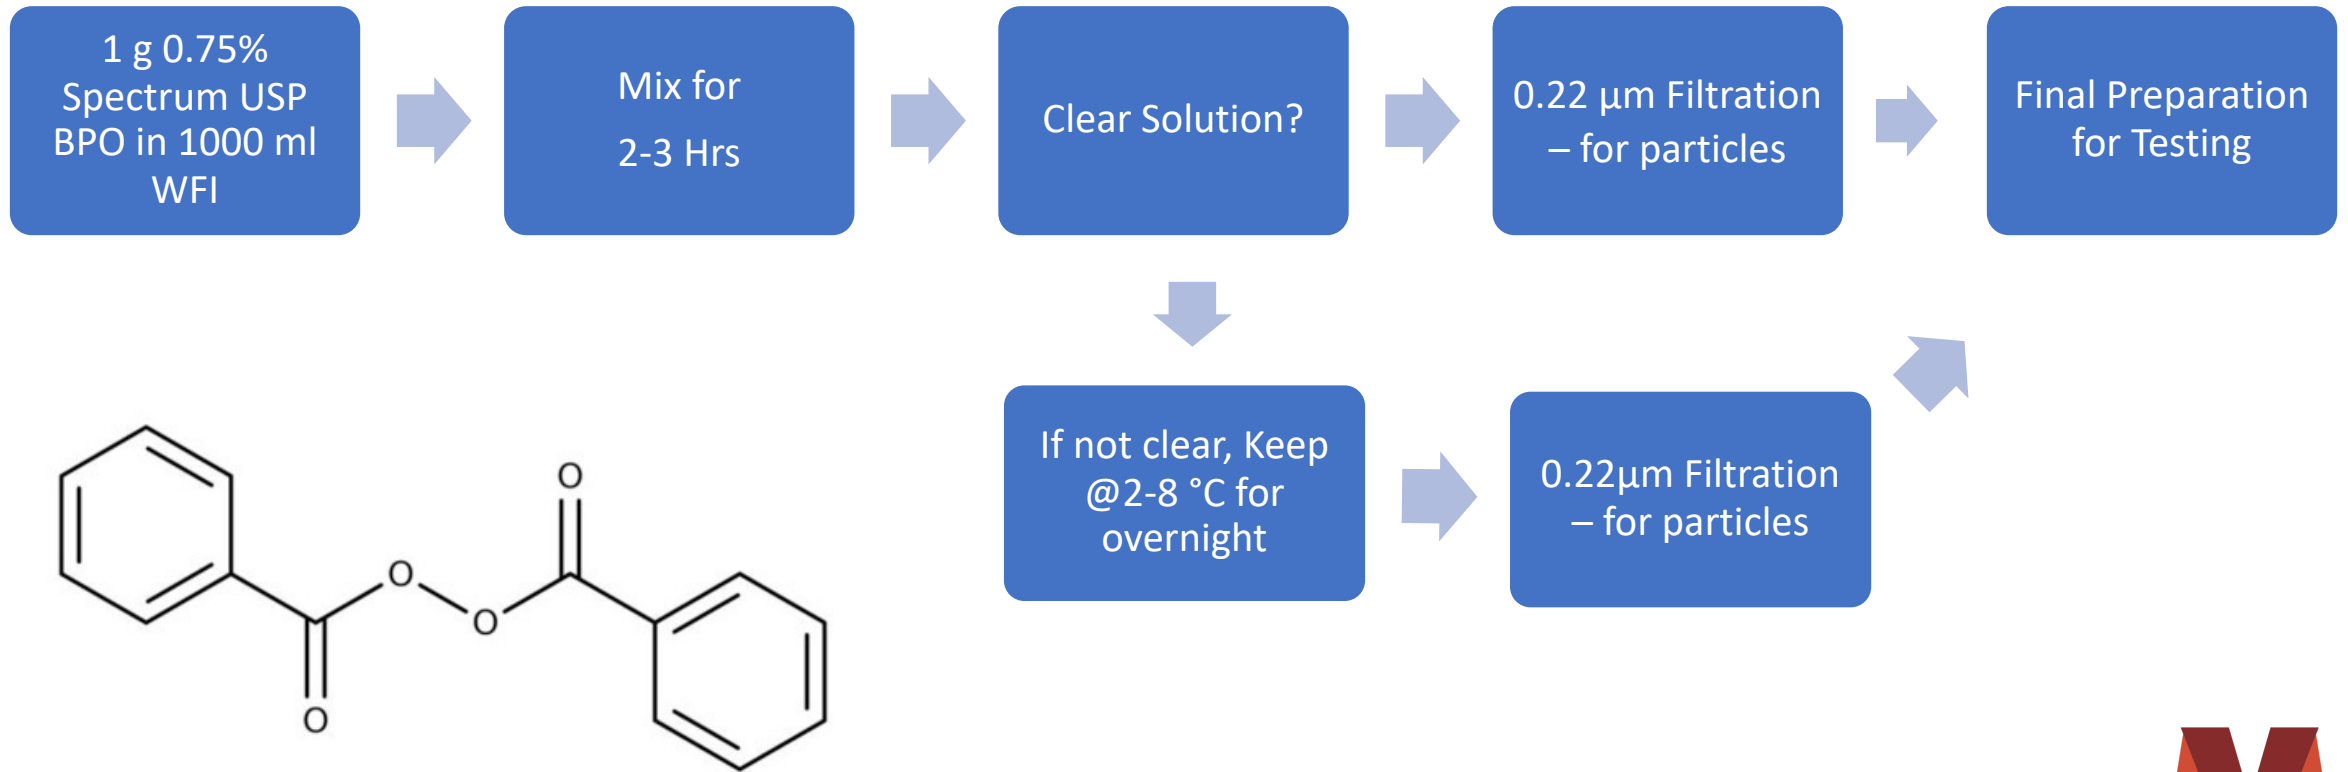 1 g 0.75%
Spectrum USP
BPO in 1000 ml
WFI
Mix for
2-3 Hrs
Clear Solution?
0.22 µm Filtration
– for particles
Final Preparation
for Testing
If not clear, Keep
@2-8 °C for
overnight
0.22µm Filtration
– for particles
O
O
O
O